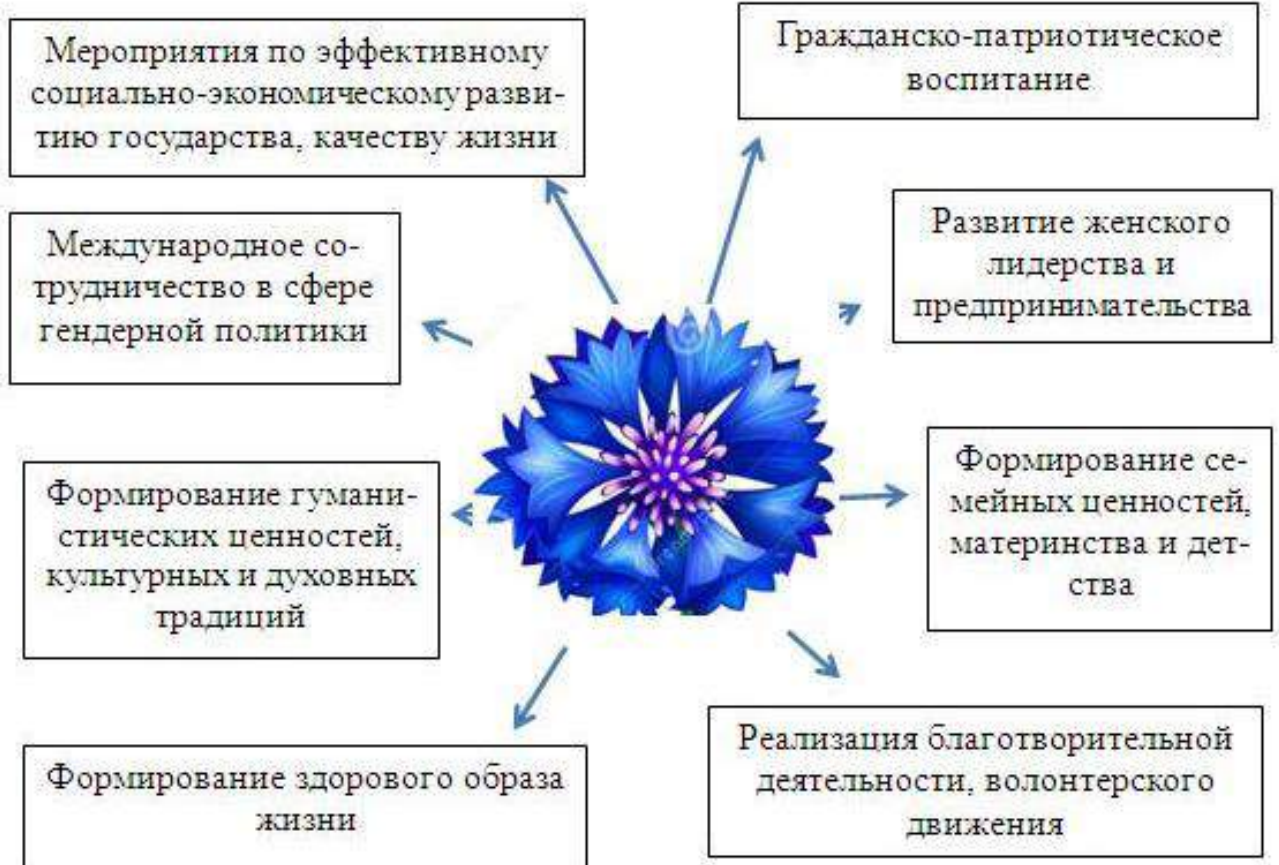 Мероприятия по эффективному
социально-экономическому разви-
тию государства, качеству жизни
Гражданско-патриотическое
воспитание
Международное со-
трудничество в сфере
гендерной политики
Развитие женского
лидерства и
предпринимательства
Формирование гумани-
стических ценностей,
культурных и духовных
традиций
Формирование се-
мейных ценностей,
материнства и дет-
ства
Формирование здорового образа
жизни
Реализация благотворительной
деятельности, волонтерского
движения